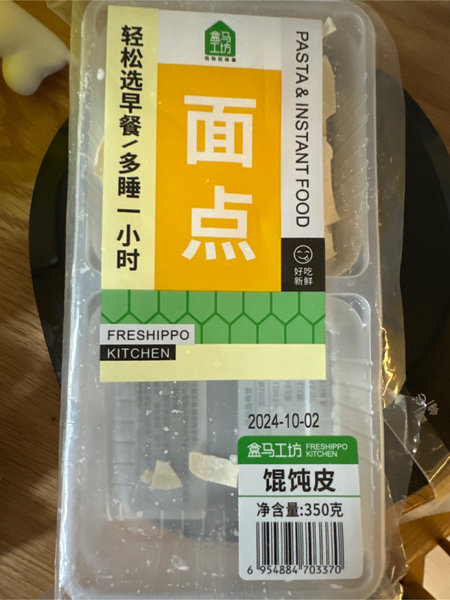 盒马
工坊
轻松选早餐/多睡一小时
面点
PASTA & INSTANT FOOD
好吃
新鲜
FRESHIPPO
KITCHEN
2024-10-02
盒马工坊 FRESHIPPO
KITCHEN
馄饨皮
净含量:350克
6 954884 703370